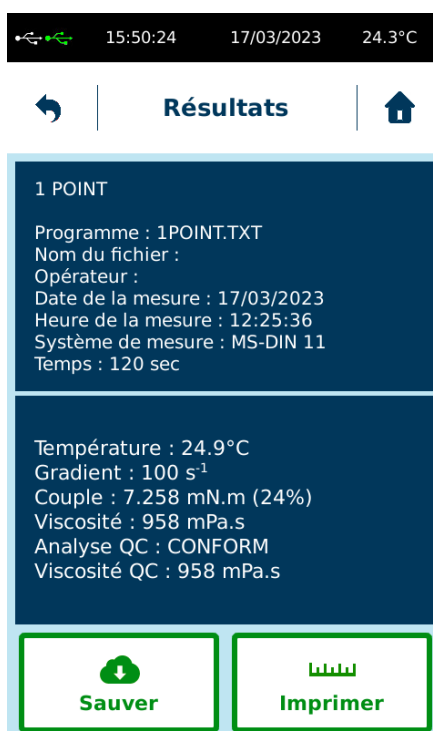 15:50:24 17/03/2023 24.3°C
Résultats
1 POINT
Programme : 1POINT.TXT
Nom du fichier :
Opérateur :
Date de la mesure : 17/03/2023
Heure de la mesure : 12:25:36
Système de mesure : MS-DIN 11
Temps : 120 sec
Température : 24.9°C
Gradient : 100 s⁻¹
Couple : 7.258 mN.m (24%)
Viscosité : 958 mPa.s
Analyse QC : CONFORM
Viscosité QC : 958 mPa.s
Sauver Imprimer